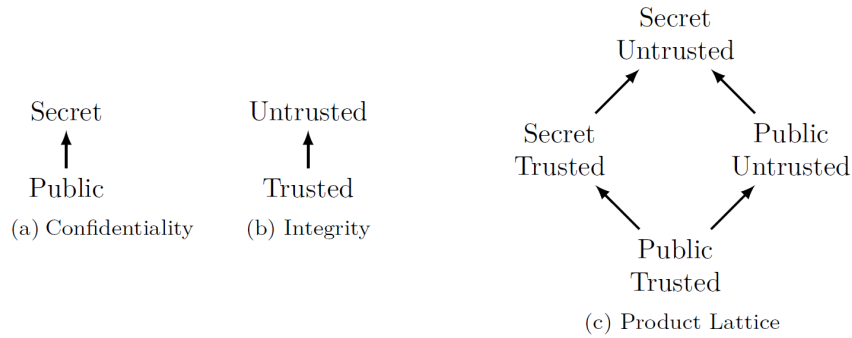 Secret
Public
(a) Confidentiality
Untrusted
Trusted
(b) Integrity
Secret
Untrusted
Secret
Trusted
Public
Untrusted
Public
Trusted
(c) Product Lattice